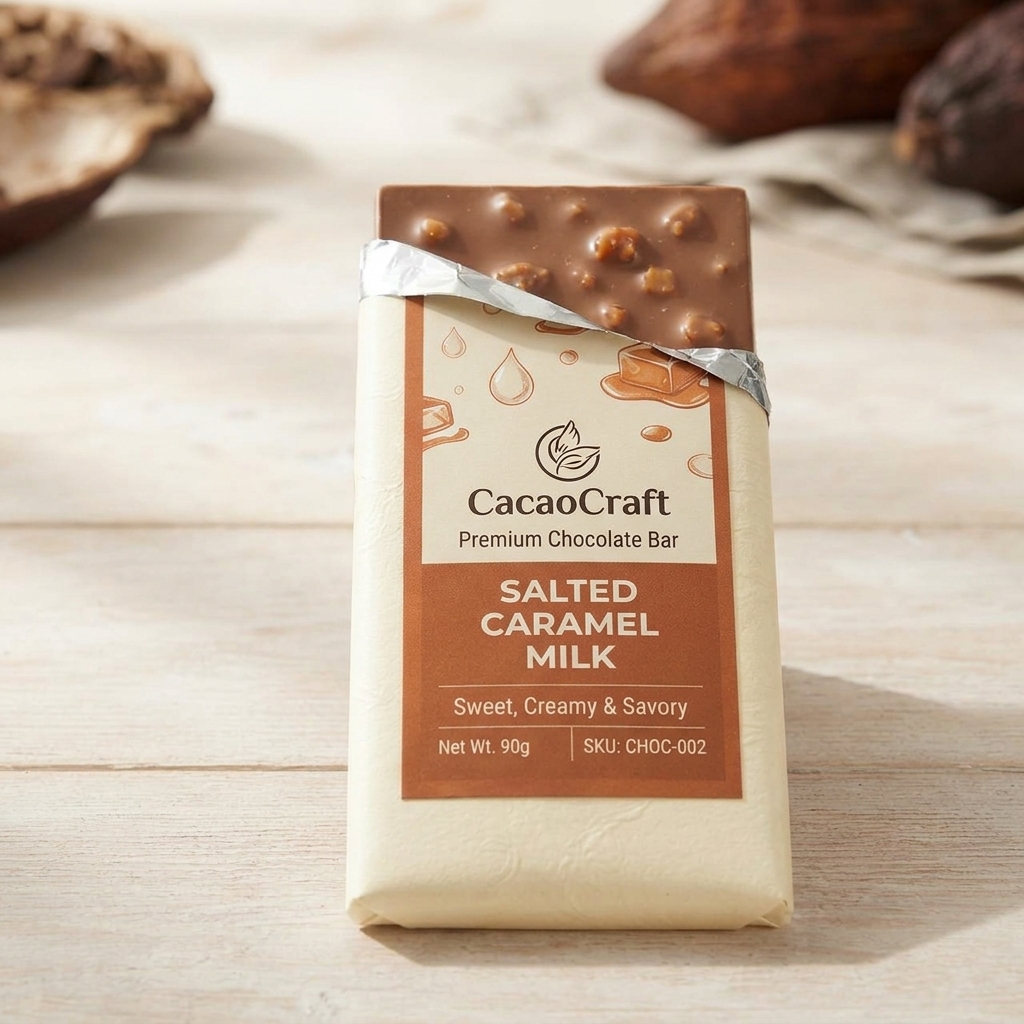 CacaoCraft
Premium Chocolate Bar
SALTED
CARAMEL
MILK
Sweet, Creamy & Savory
Net Wt. 90g
SKU: CHOC-002